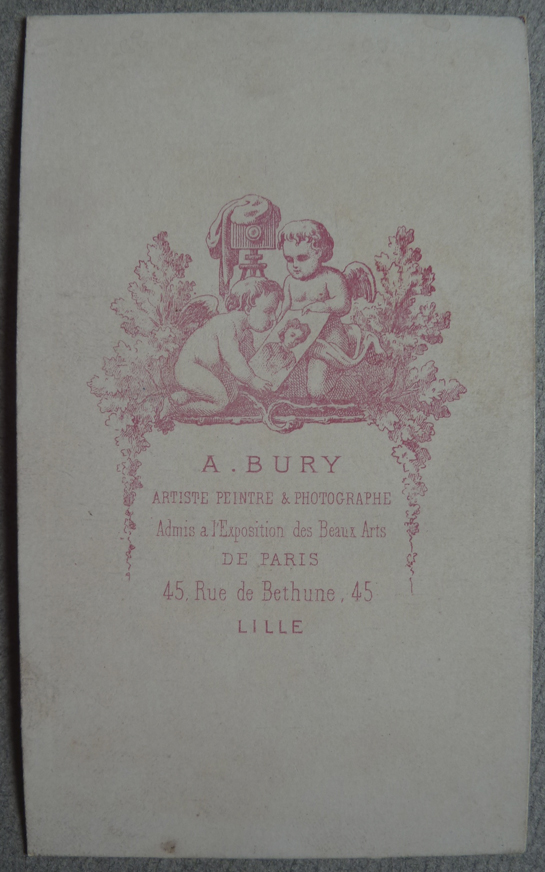 A. BURY
ARTISTE PEINTRE & PHOTOGRAPHE
Admis a l'Exposition des Beaux Arts
DE PARIS
45, Rue de Bethune, 45
LILLE